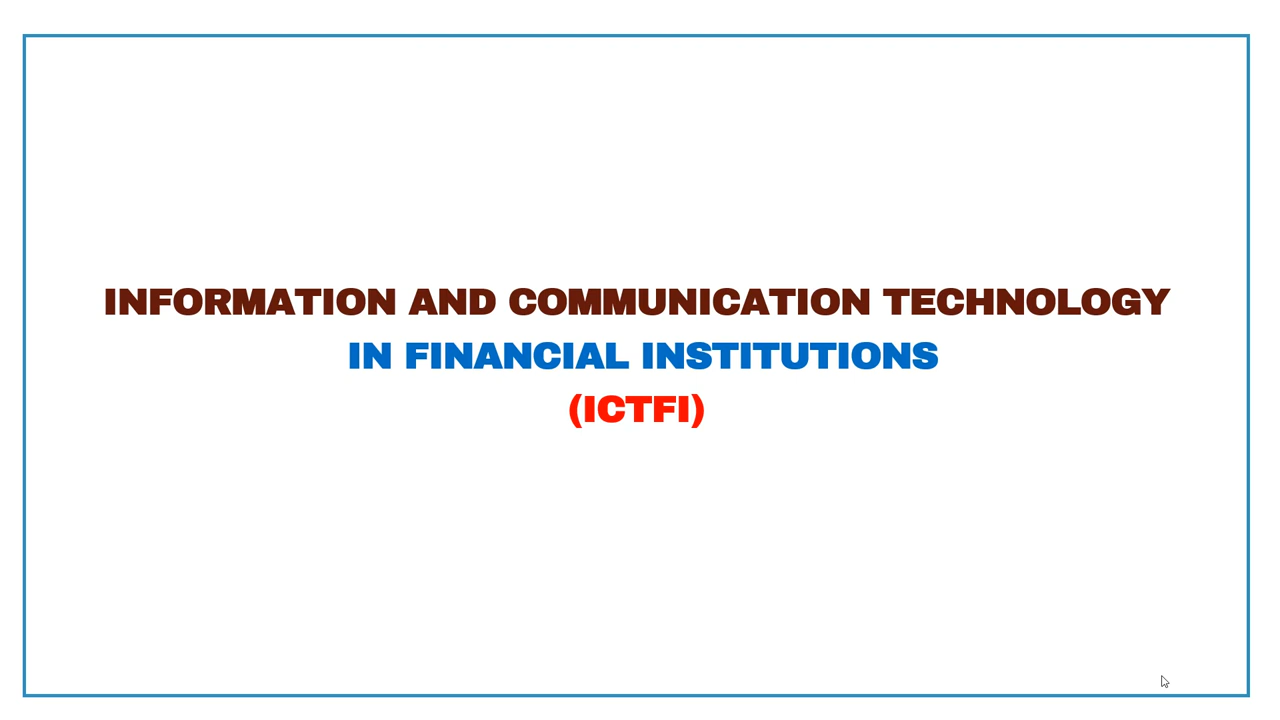 INFORMATION AND COMMUNICATION TECHNOLOGY
IN FINANCIAL INSTITUTIONS
(ICTFI)